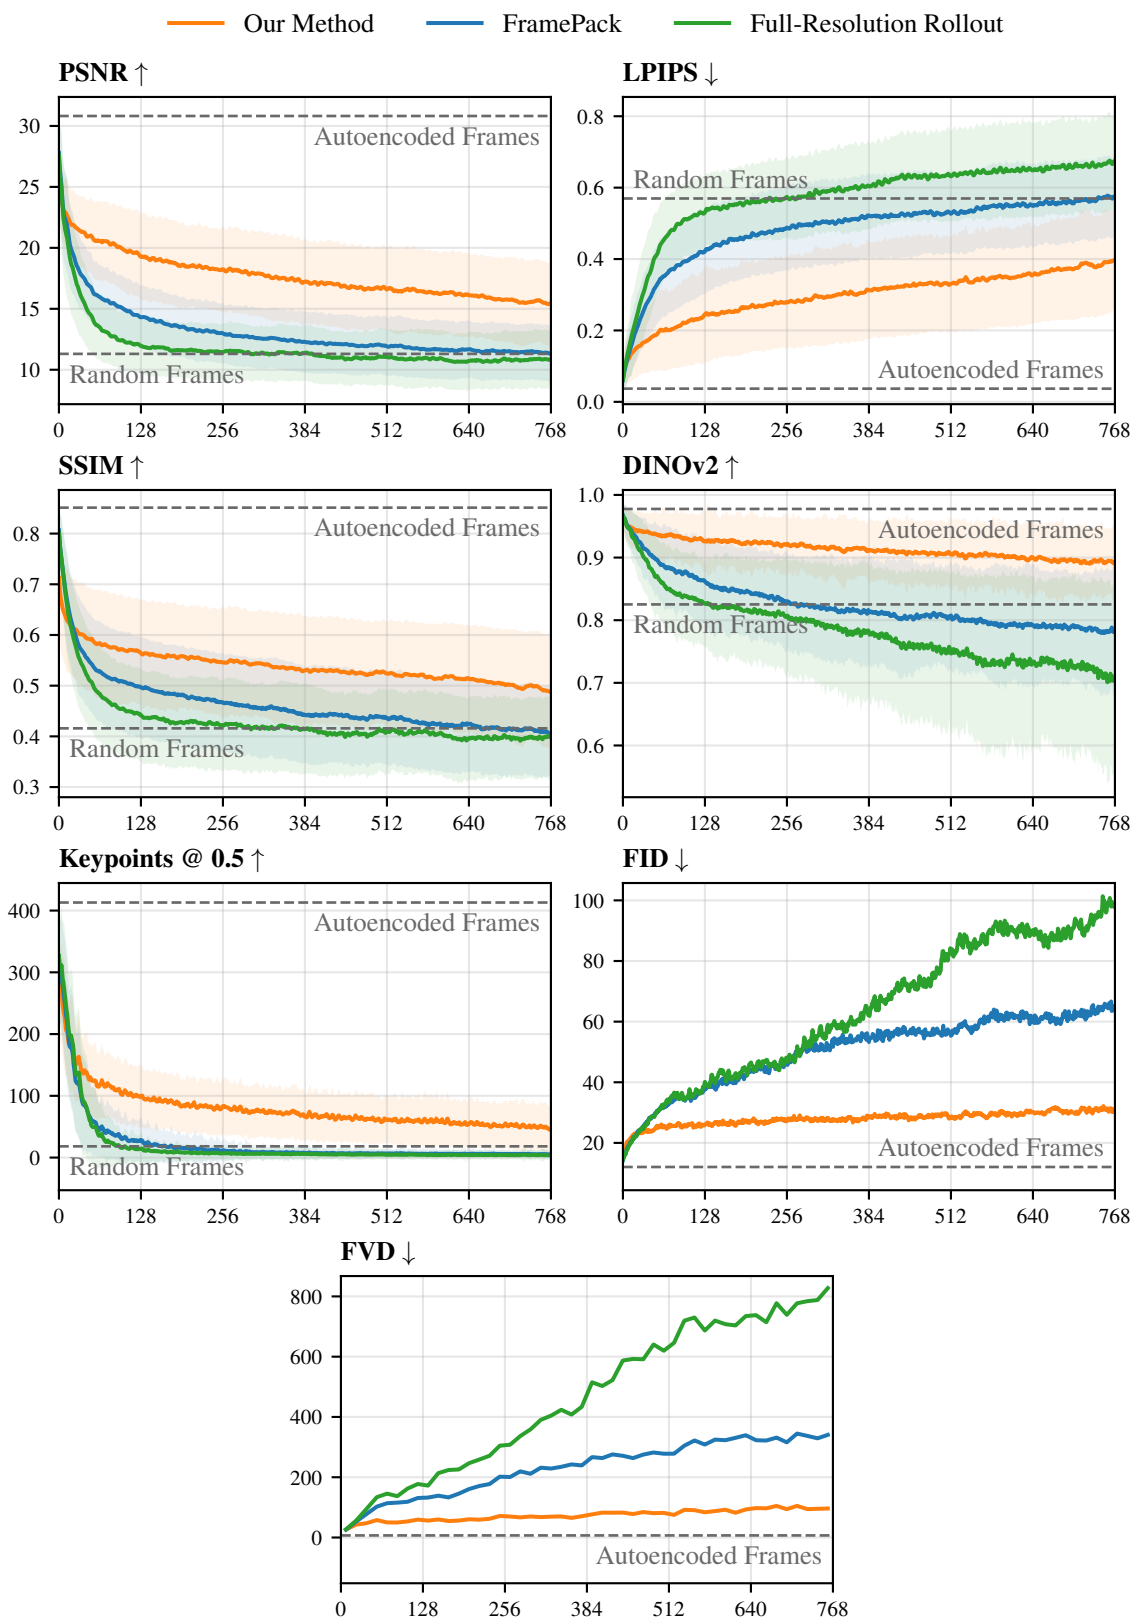 Our Method FramePack Full-Resolution Rollout
PSNR ↑
30
25
20
15
10
Autoencoded Frames
Random Frames
0 128 256 384 512 640 768
LPIPS ↓
0.8
0.6
0.4
0.2
0.0
Random Frames
Autoencoded Frames
0 128 256 384 512 640 768
SSIM ↑
0.8
0.7
0.6
0.5
0.4
0.3
Autoencoded Frames
Random Frames
0 128 256 384 512 640 768
DINOv2 ↑
1.0
0.9
0.8
0.7
0.6
Autoencoded Frames
Random Frames
0 128 256 384 512 640 768
Keypoints @ 0.5 ↑
400
300
200
100
0
Autoencoded Frames
Random Frames
0 128 256 384 512 640 768
FID ↓
100
80
60
40
20
Autoencoded Frames
0 128 256 384 512 640 768
FVD ↓
800
600
400
200
0
Autoencoded Frames
0 128 256 384 512 640 768